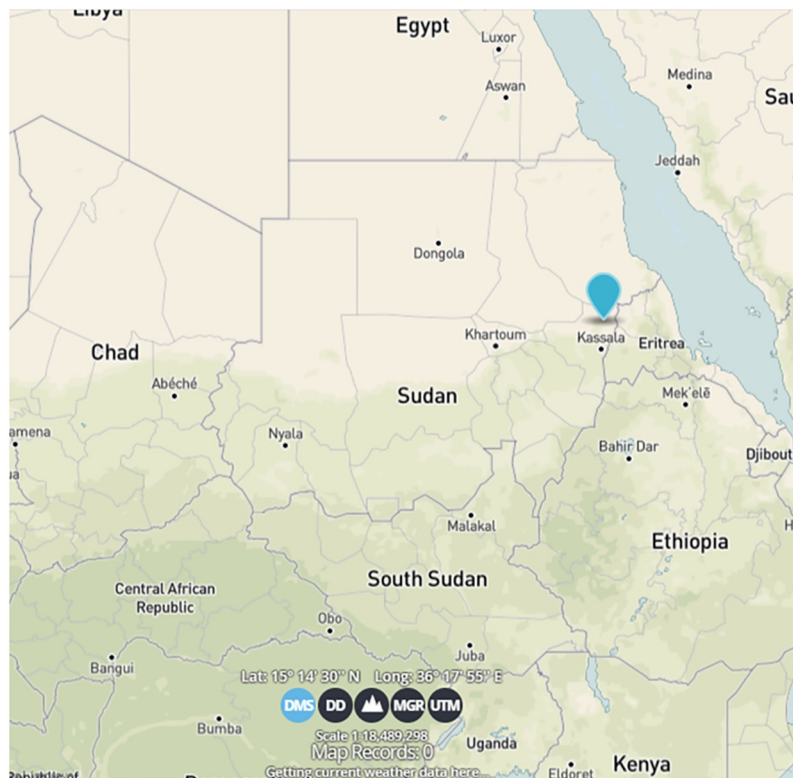 Libya
Egypt
Luxor
Aswan
Medina
Jeddah
Dongola
Khartoum
Kassala
Eritrea
Chad
Abéché
Sudan
Mek'elē
Nyala
Bahir Dar
Djibout
amena
Malakal
Ethiopia
South Sudan
Central African
Republic
Obo
Juba
Bangui
Lat: 15° 14' 30" N Long: 36° 17' 55" E
DMS DD MGR UTM
Bumba
Scale 1:18,489,298
Map Records: 0
Uganda
Getting current weather data here...
Kenya
Eldoret